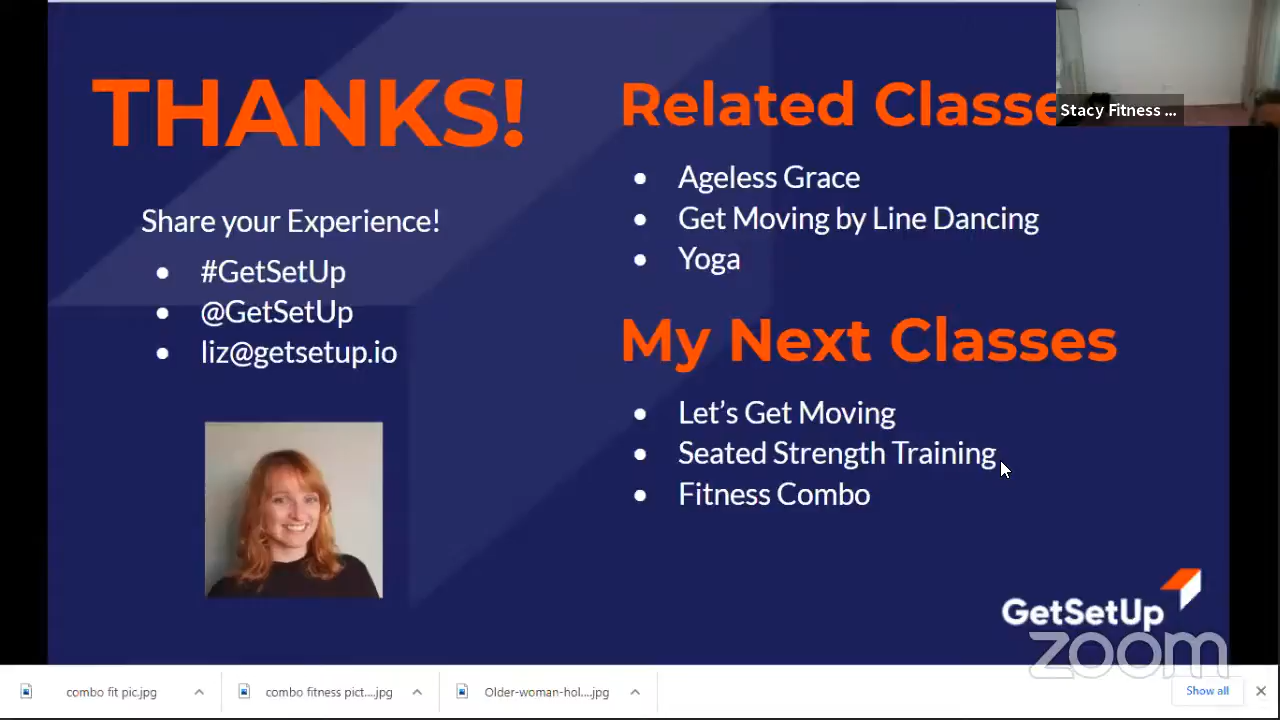 THANKS!
Share your Experience!
#GetSetUp
@GetSetUp
liz@getsetup.io
Related Classe
Ageless Grace
Get Moving by Line Dancing
Yoga
My Next Classes
Let's Get Moving
Seated Strength Training
Fitness Combo
Stacy Fitness ...
GetSetUp
zoom
combo fit pic.jpg
combo fitness pict....jpg
Older-woman-hol....jpg
Show all